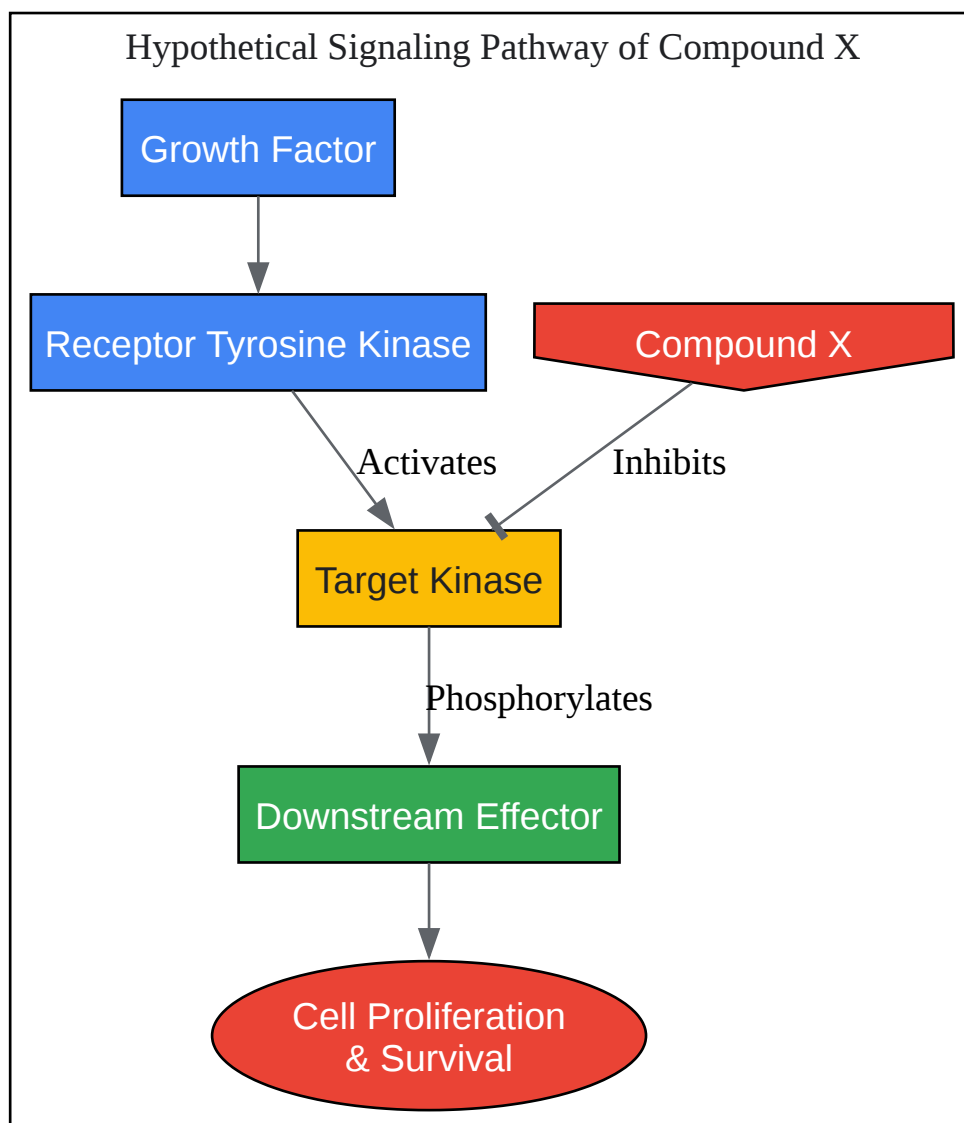 Hypothetical Signaling Pathway of Compound X
Growth Factor
Receptor Tyrosine Kinase
Compound X
Activates
Inhibits
Target Kinase
Phosphorylates
Downstream Effector
Cell Proliferation
& Survival